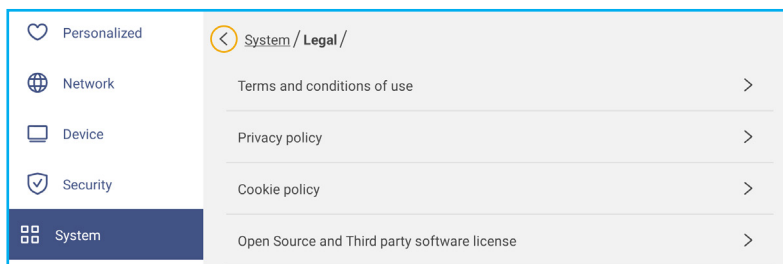 Personalized
Network
Device
Security
System
System / Legal /
Terms and conditions of use
Privacy policy
Cookie policy
Open Source and Third party software license